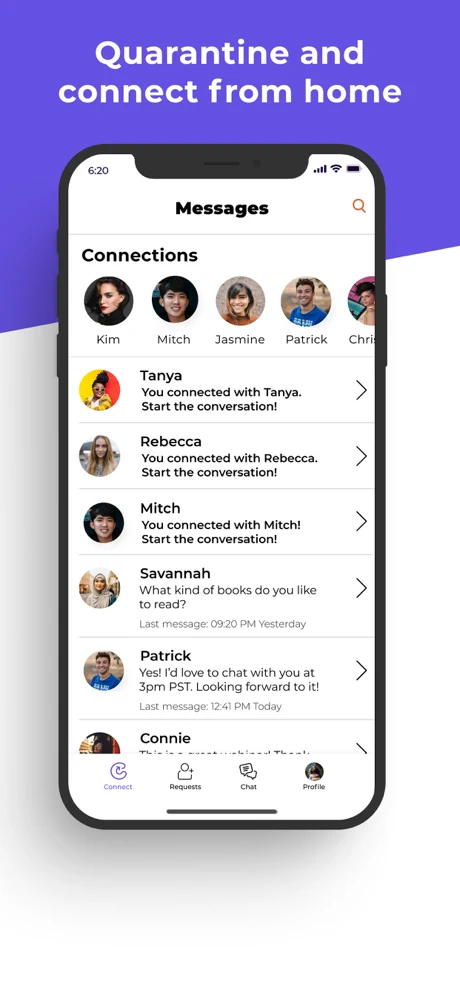 Quarantine and
connect from home
6:20
Messages
Connections
Kim
Mitch
Jasmine
Patrick
Chris
Tanya
You connected with Tanya.
Start the conversation!
Rebecca
You connected with Rebecca.
Start the conversation!
Mitch
You connected with Mitch!
Start the conversation!
Savannah
What kind of books do you like
to read?
Last message: 09:20 PM Yesterday
Patrick
Yes! I'd love to chat with you at
3pm PST. Looking forward to it!
Last message: 12:41 PM Today
Connie
This is a great webinar! Thank
Connect
Requests
Chat
Profile